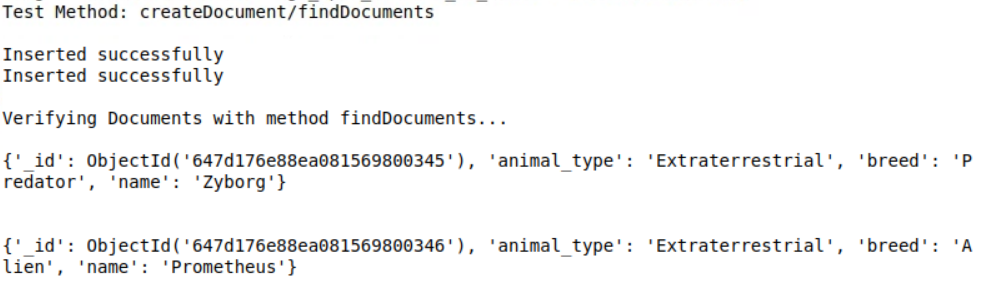 Test Method: createDocument/findDocuments
Inserted successfully
Inserted successfully
Verifying Documents with method findDocuments...
{'_id': ObjectId('647d176e88ea081569800345'), 'animal_type': 'Extraterrestrial', 'breed': 'P
redator', 'name': 'Zyborg'}
{'_id': ObjectId('647d176e88ea081569800346'), 'animal_type': 'Extraterrestrial', 'breed': 'A
lien', 'name': 'Prometheus'}